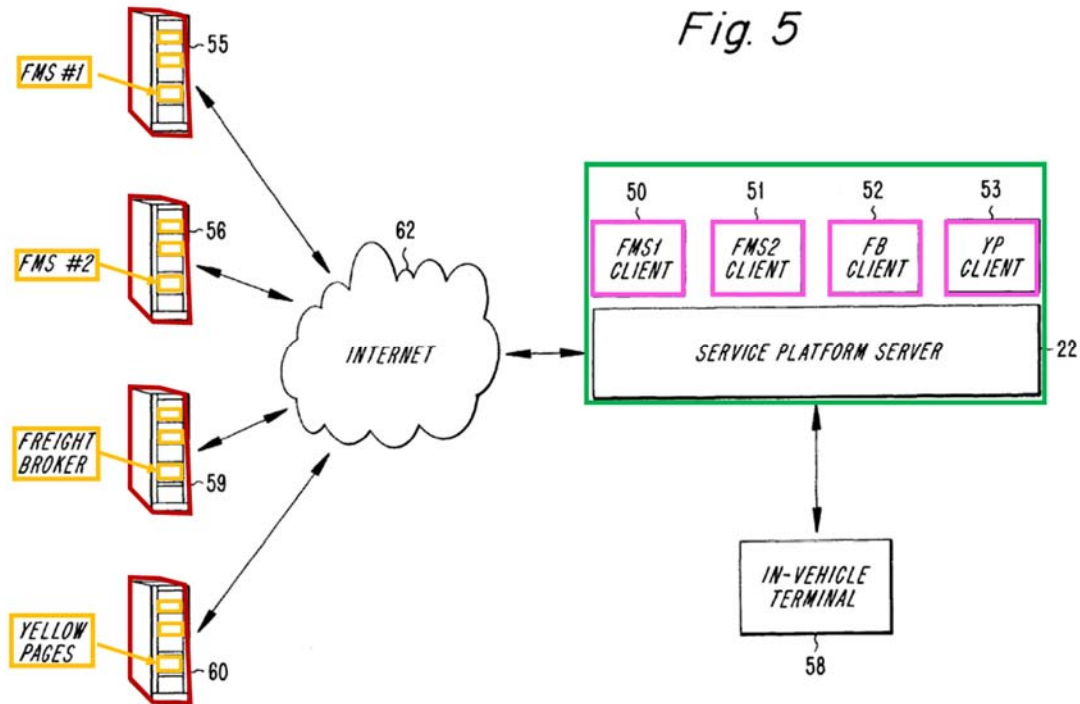 Fig. 5
55
FMS #1
56
FMS #2
FREIGHT
BROKER
59
YELLOW
PAGES
60
62
INTERNET
50
51
52
53
FMS1
CLIENT
FMS2
CLIENT
FB
CLIENT
YP
CLIENT
SERVICE PLATFORM SERVER
22
IN-VEHICLE
TERMINAL
58